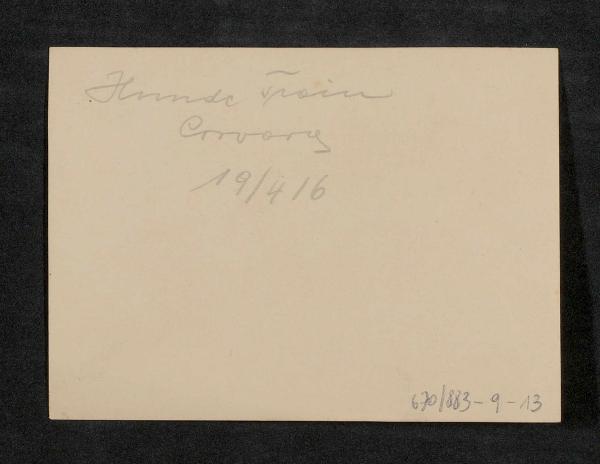 Hunde Train
Corvara
19/4 16
670/883-9-13